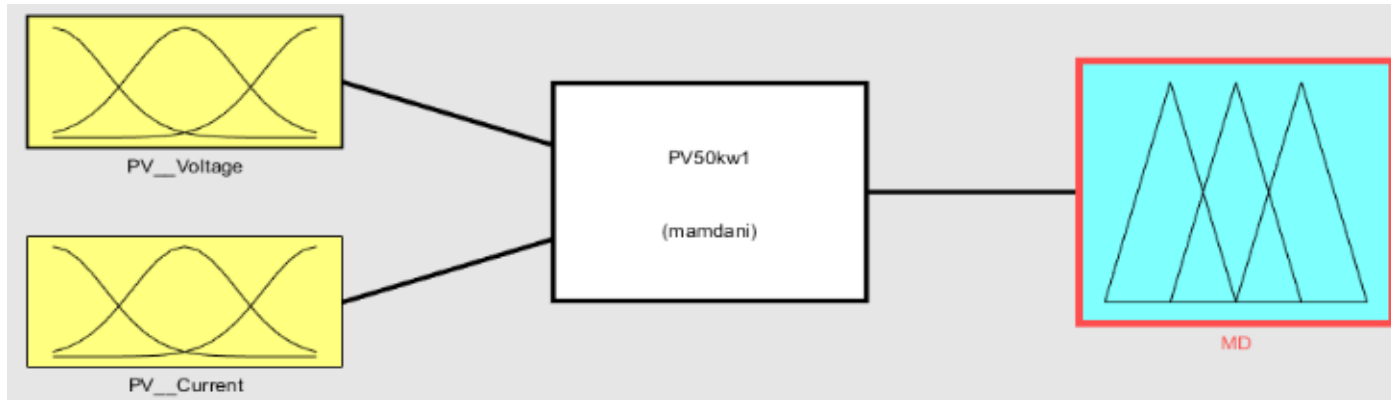 PV__Voltage
PV50kw1
(mamdani)
MD
PV__Current